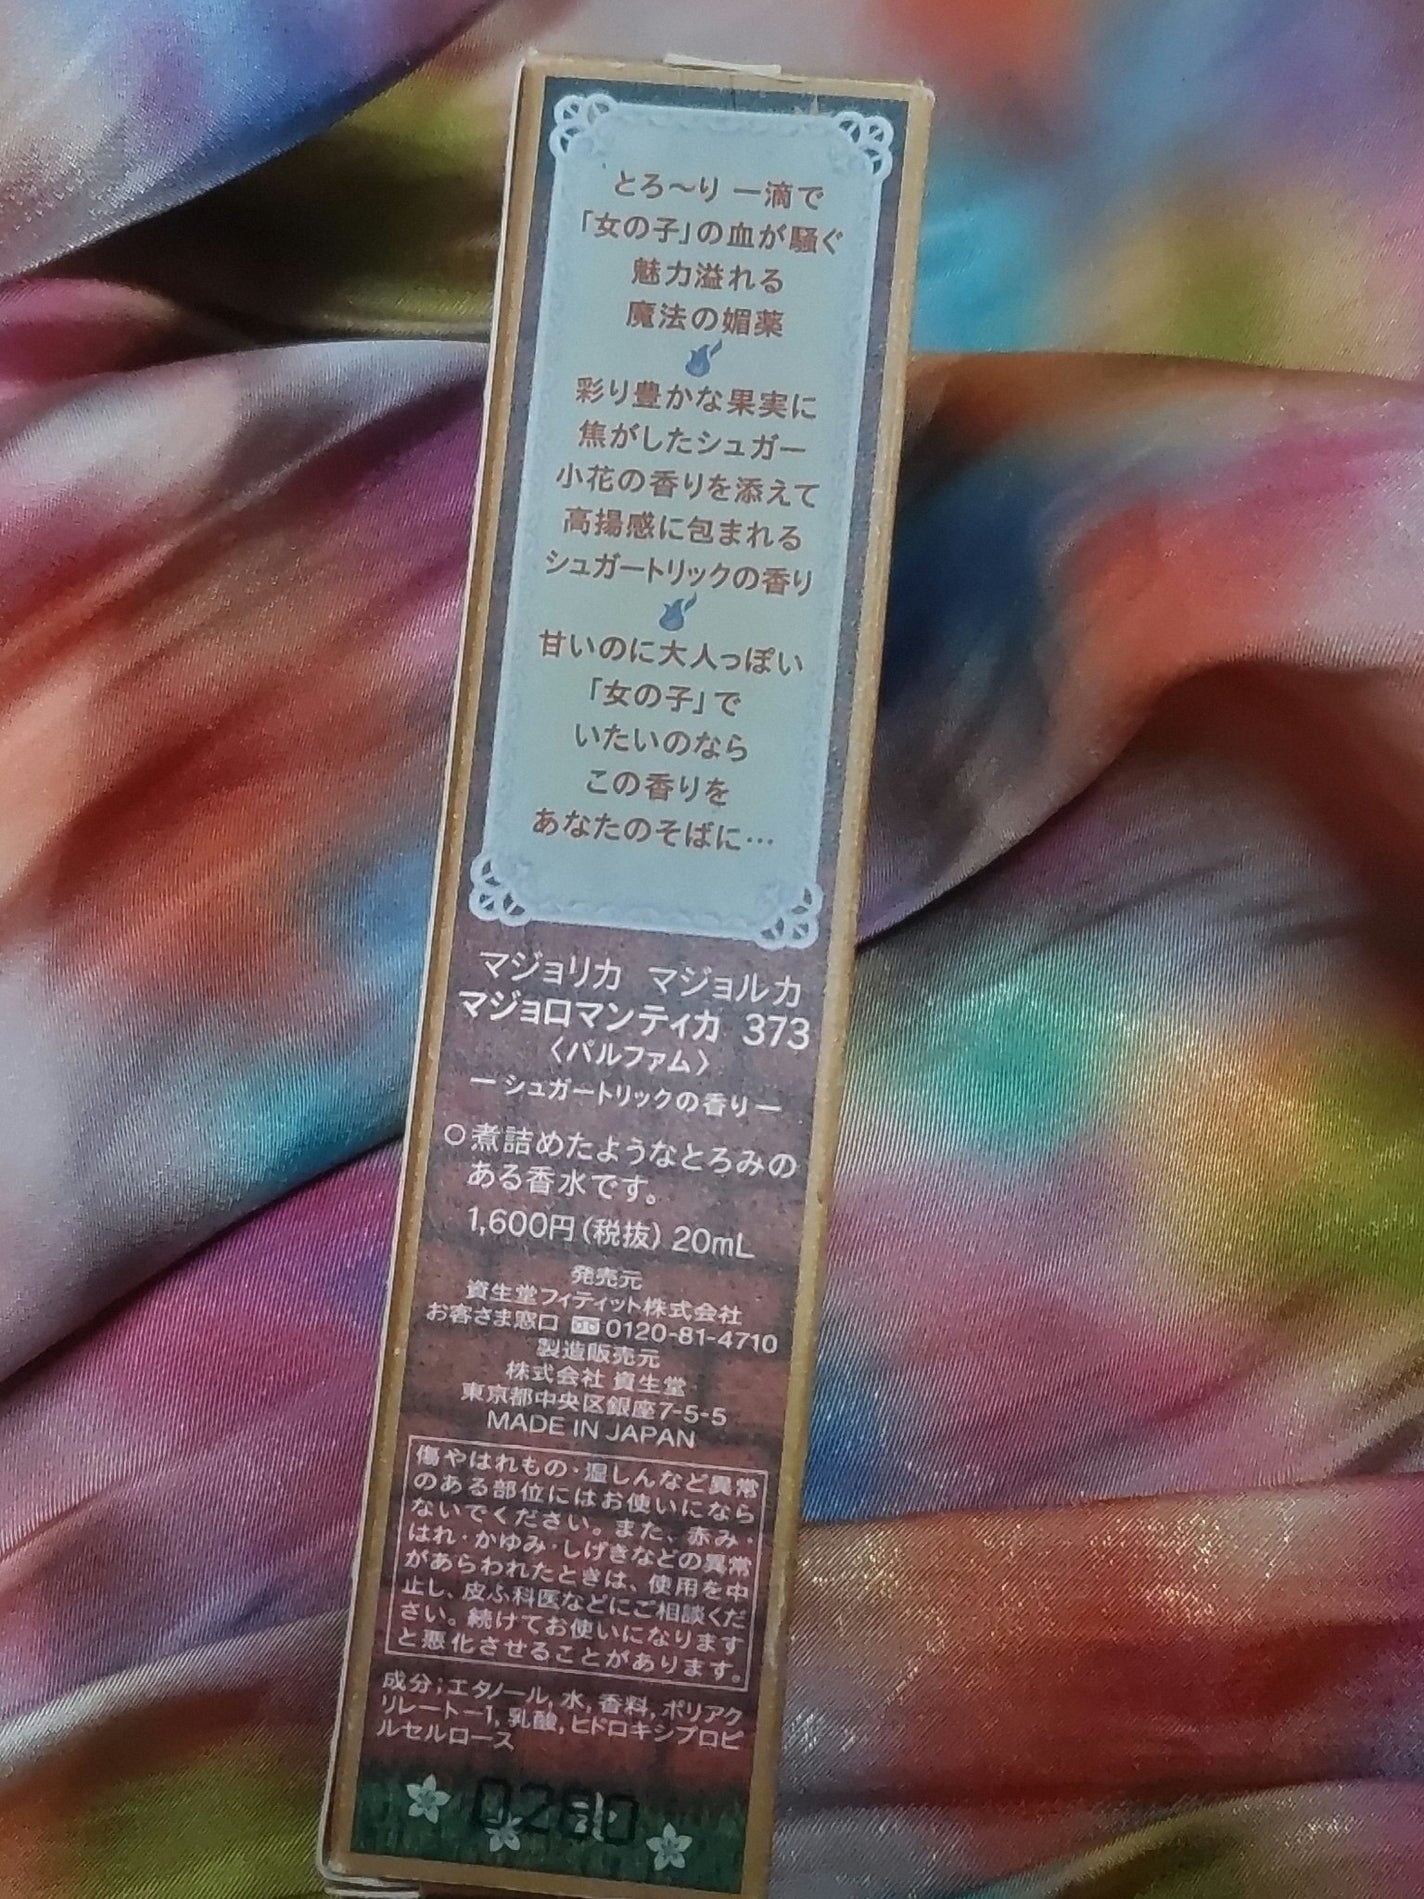 とろ〜り 一滴で
「女の子」の血が騒ぐ
魅力溢れる
魔法の媚薬
彩り豊かな果実に
焦がしたシュガー
小花の香りを添えて
高揚感に包まれる
シュガートリックの香り
甘いのに大人っぽい
「女の子」で
いたいのなら
この香りを
あなたのそばに…
マジョリカ マジョルカ
マジョロマンティカ 373
〈パルファム〉
ー シュガートリックの香り ー
○煮詰めたようなとろみの
ある香水です。
1,600円(税抜) 20mL
発売元
資生堂フィティット株式会社
お客さま窓口 0120-81-4710
製造販売元
株式会社 資生堂
東京都中央区銀座7-5-5
MADE IN JAPAN
傷やはれもの・湿しんなど異常
のある部位にはお使いになら
ないでください。また、赤み・
はれ・かゆみ・しげきなどの異常
があらわれたときは、使用を中
止し、皮ふ科医などにご相談くだ
さい。続けてお使いになります
と悪化させることがあります。
成分;エタノール, 水, 香料, ポリアク
リレート-1, 乳酸, ヒドロキシプロピ
ルセルロース